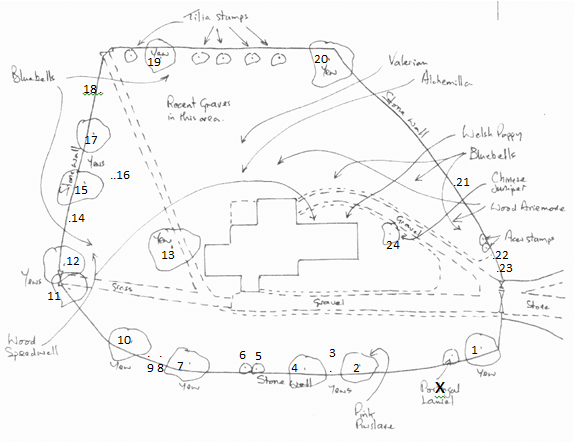 Tilia stumps
Yew
19
20
Yew
Bluebells
Valerian
Alchemilla
18
Recent Graves
in this area.
Stone wall
Welsh Poppy
Bluebells
17
Yews
Stone wall
..16
15
Chinese
Juniper
.21
Wood Anemone
..14
Gravel
24
Yew
13
Acer stumps
22
23
12
Yews
11
Grass
Gravel
Stone
Wood
Speedwell
10
Yew
9 8
7
Yew
6 5
Stone wall
4
3
2
Yews
1
Yew
X
Portugal
Laurel
Pink
Purslane